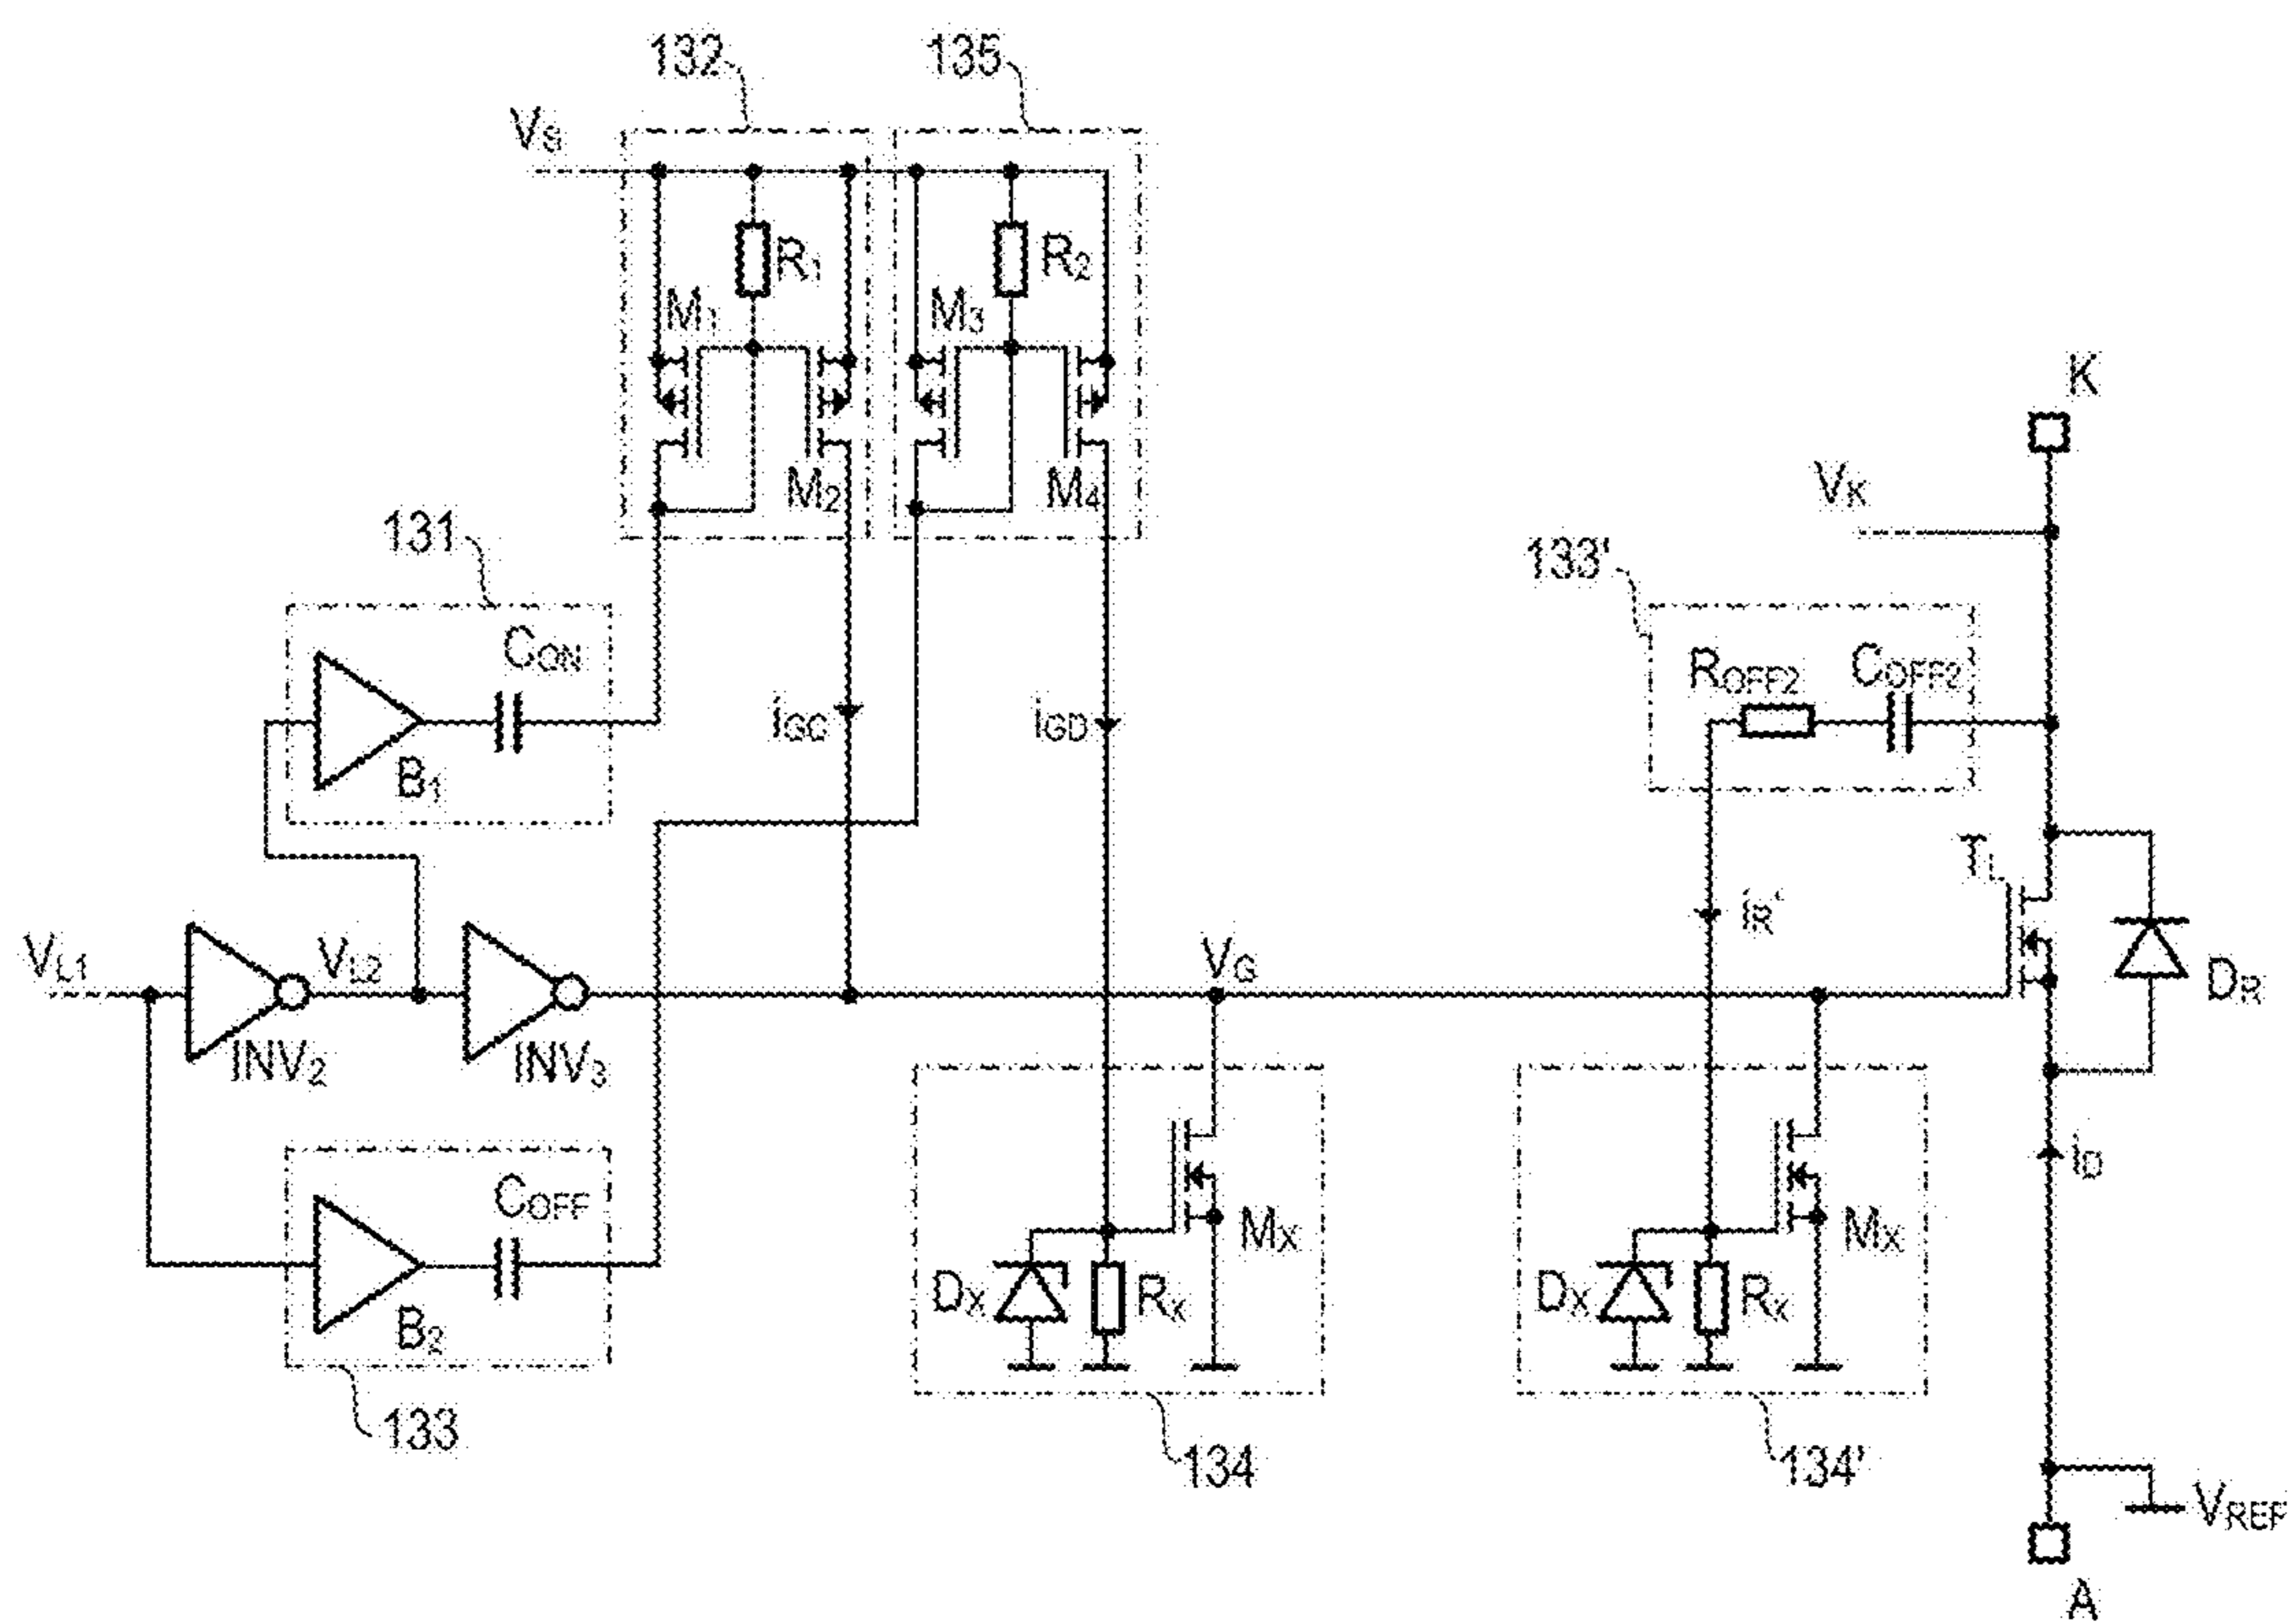 132
135
VS
R1
R2
M1
M3
M2
M4
K
VK
131
133'
CON
ROFF2
COFF2
B1
iGC
iGD
TL
iR'
VL1
VL2
VG
DR
INV2
INV3
COFF
MX
MX
iD
DX
RX
DX
RX
B2
133
134
134'
VREF
A